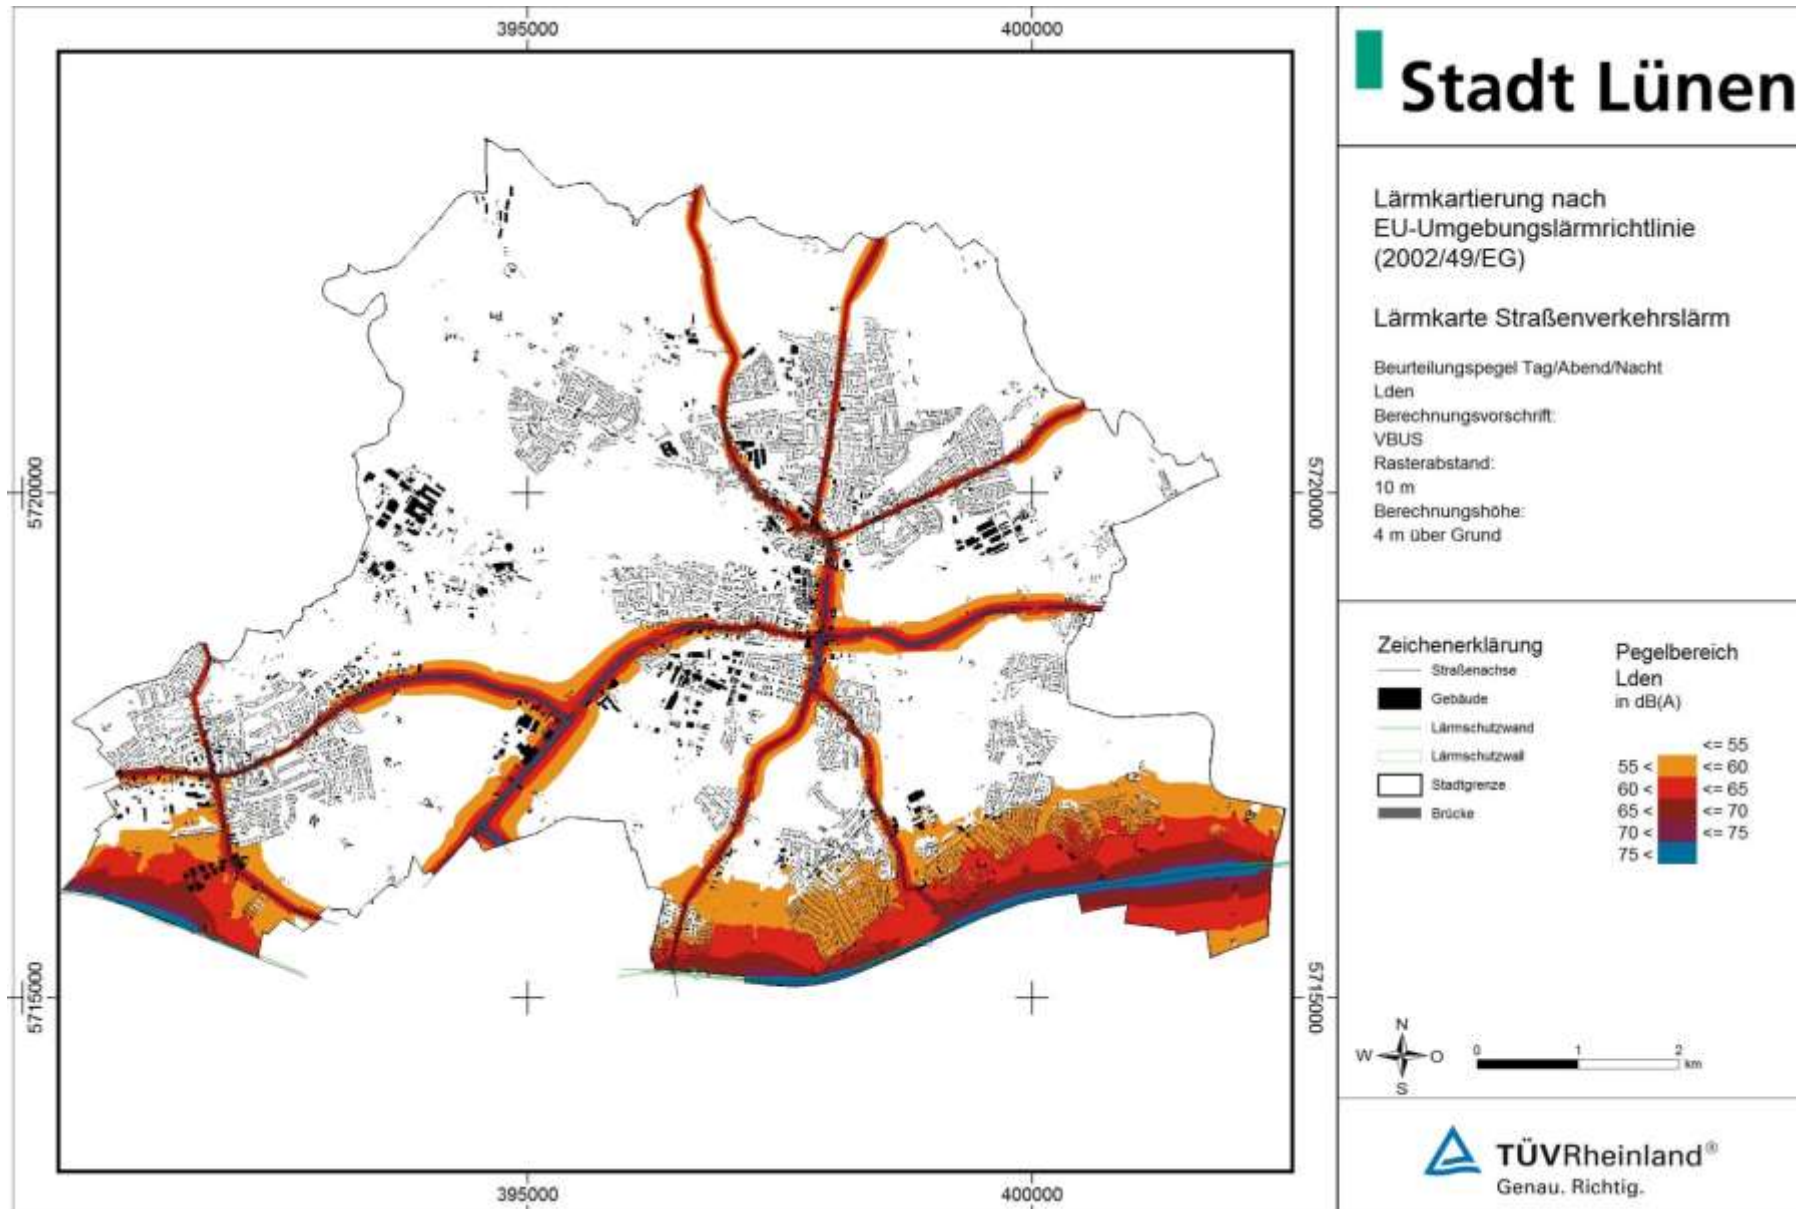 395000
400000
Stadt Lünen
Lärmkartierung nach
EU-Umgebungslärmrichtlinie
(2002/49/EG)
Lärmkarte Straßenverkehrslärm
Beurteilungspegel Tag/Abend/Nacht
Lden
Berechnungsvorschrift:
VBUS
Rasterabstand:
10 m
Berechnungshöhe:
4 m über Grund
5720000
5720000
5715000
5715000
Zeichenerklärung
Straßenachse
Gebäude
Lärmschutzwand
Lärmschutzwall
Stadtgrenze
Brücke
Pegelbereich
Lden
in dB(A)
<= 55
55 < <= 60
60 < <= 65
65 < <= 70
70 < <= 75
75 <
N
W O
S
0 1 2
km
395000
400000
TÜVRheinland®
Genau. Richtig.